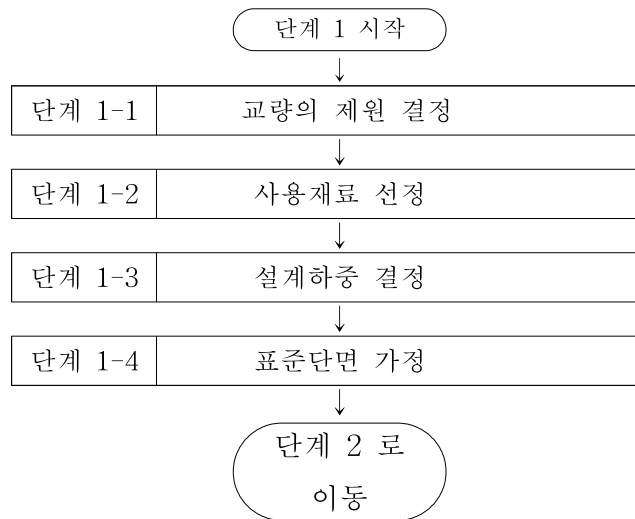 단계 1 시작
단계 1-1 교량의 제원 결정
단계 1-2 사용재료 선정
단계 1-3 설계하중 결정
단계 1-4 표준단면 가정
단계 2 로
이동